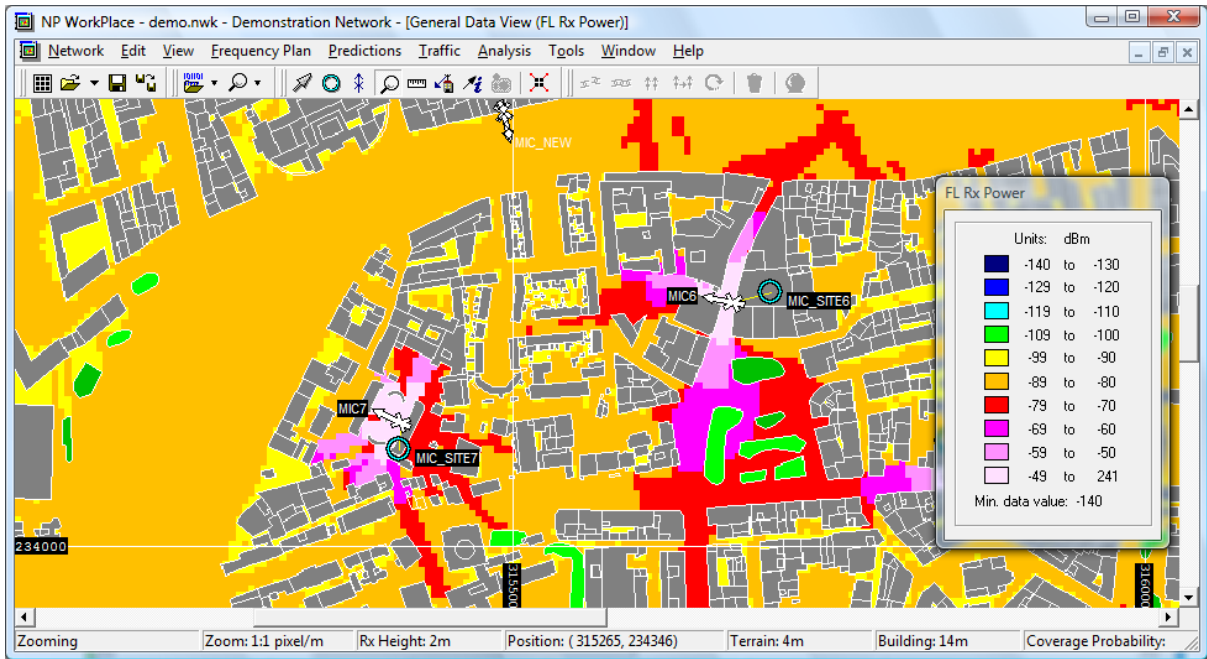 NP WorkPlace - demo.nwk - Demonstration Network - [General Data View (FL Rx Power)]
Network Edit View Frequency Plan Predictions Traffic Analysis Tools Window Help
MIC_NEW
FL Rx Power
Units: dBm
-140 to -130
-129 to -120
-119 to -110
-109 to -100
-99 to -90
-89 to -80
-79 to -70
-69 to -60
-59 to -50
-49 to 241
Min. data value: -140
MIC6
MIC_SITE6
MIC7
MIC_SITE7
234000
315500
Zooming Zoom: 1:1 pixel/m Rx Height: 2m Position: ( 315265, 234346) Terrain: 4m Building: 14m Coverage Probability: